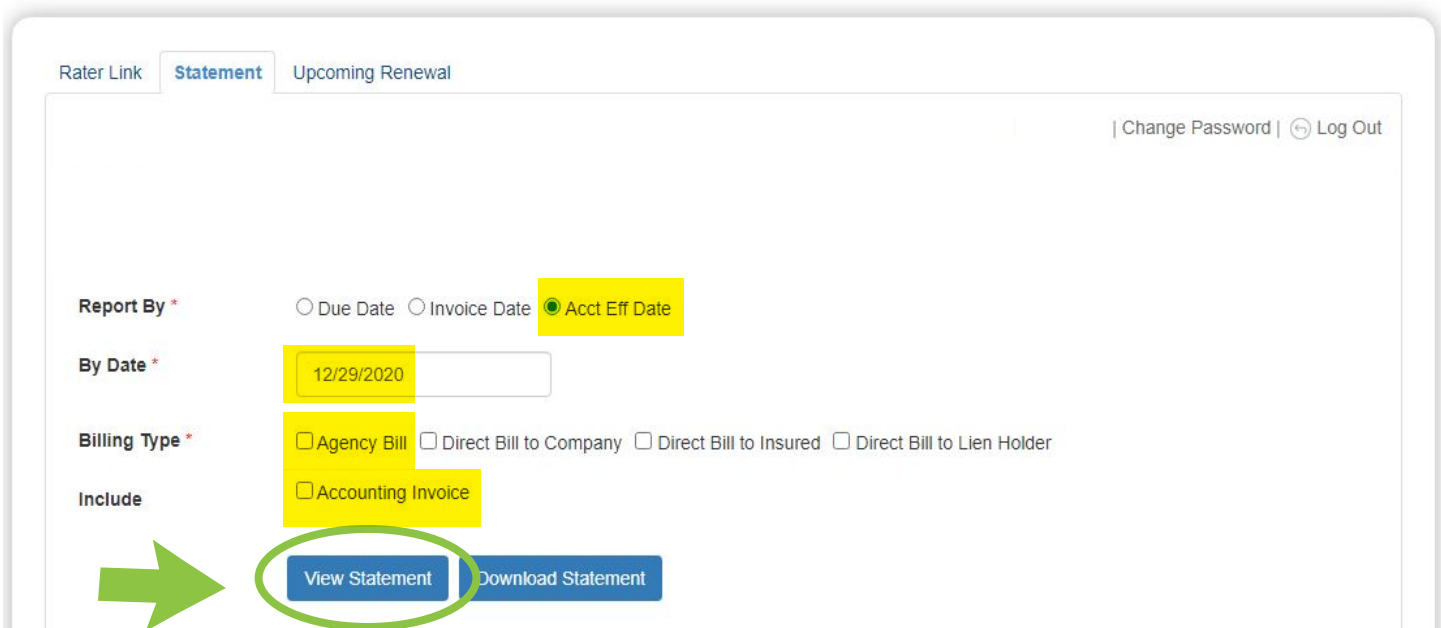 Rater Link Statement Upcoming Renewal
| Change Password | Log Out
Report By * Due Date Invoice Date Acct Eff Date
By Date * 12/29/2020
Billing Type * Agency Bill Direct Bill to Company Direct Bill to Insured Direct Bill to Lien Holder
Include Accounting Invoice
View Statement Download Statement